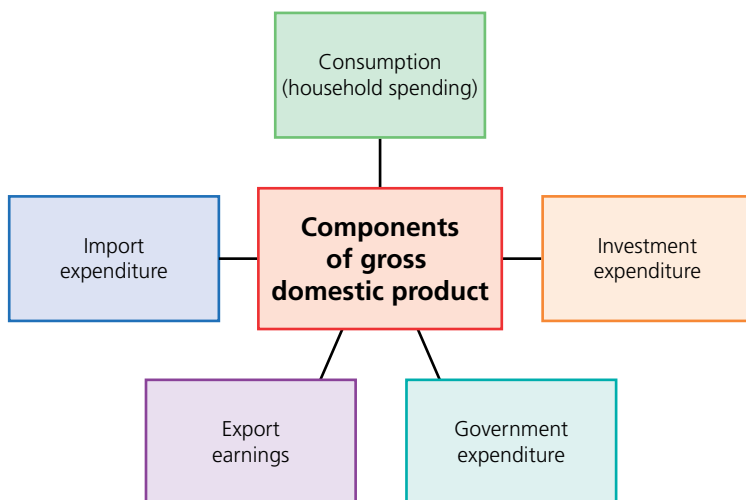 Consumption
(household spending)
Import
expenditure
Components
of gross
domestic product
Investment
expenditure
Export
earnings
Government
expenditure